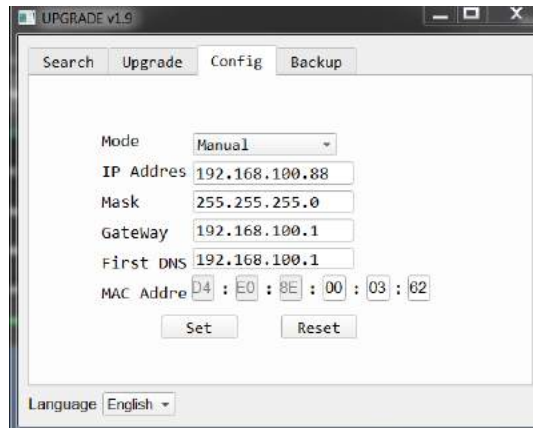 UPGRADE v1.9
Search Upgrade Config Backup
Mode Manual
IP Addres 192.168.100.88
Mask 255.255.255.0
GateWay 192.168.100.1
First DNS 192.168.100.1
MAC Addre D4 : E0 : 8E : 00 : 03 : 62
Set Reset
Language English